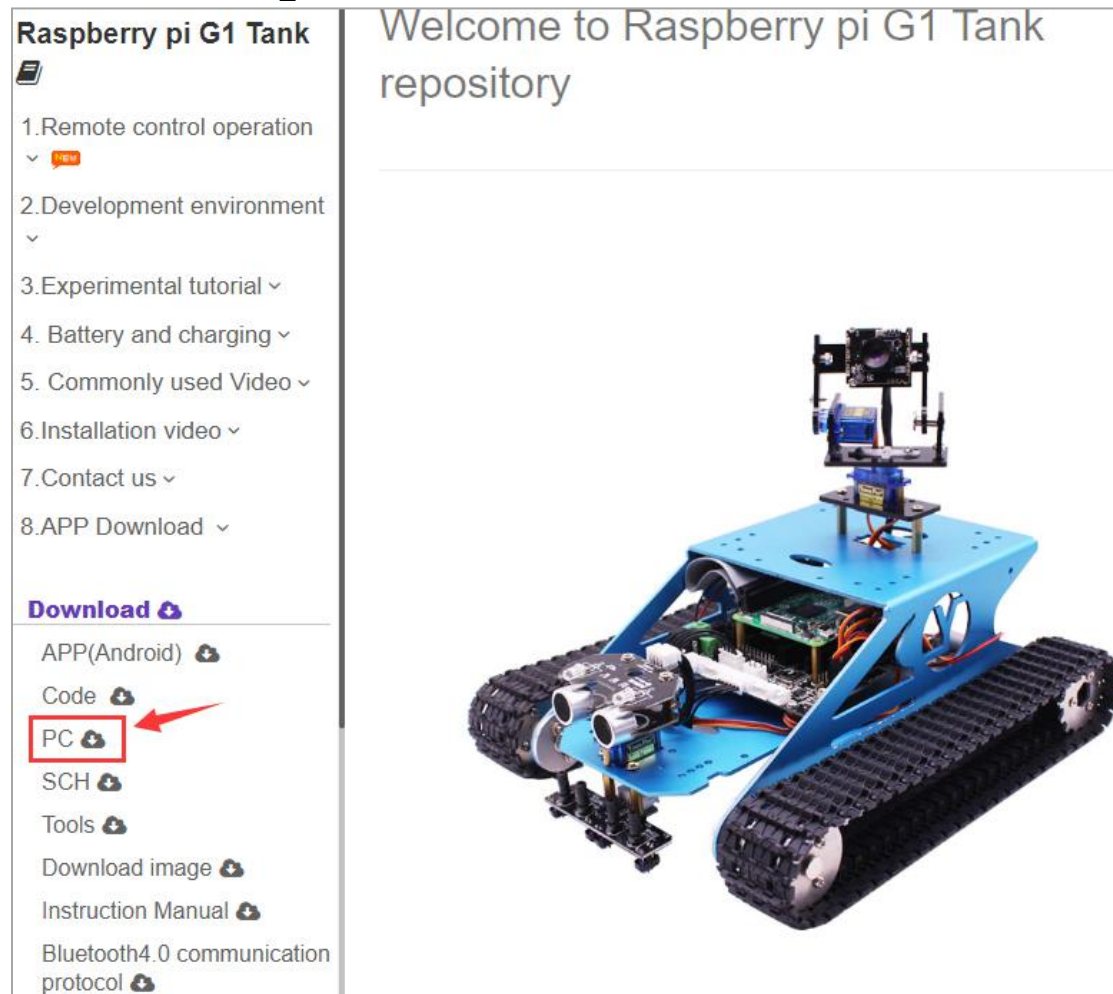 Raspberry pi G1 Tank
1.Remote control operation
NEW
2.Development environment
3.Experimental tutorial
4. Battery and charging
5. Commonly used Video
6.Installation video
7.Contact us
8.APP Download
Download
APP(Android)
Code
PC
SCH
Tools
Download image
Instruction Manual
Bluetooth4.0 communication
protocol
Welcome to Raspberry pi G1 Tank
repository